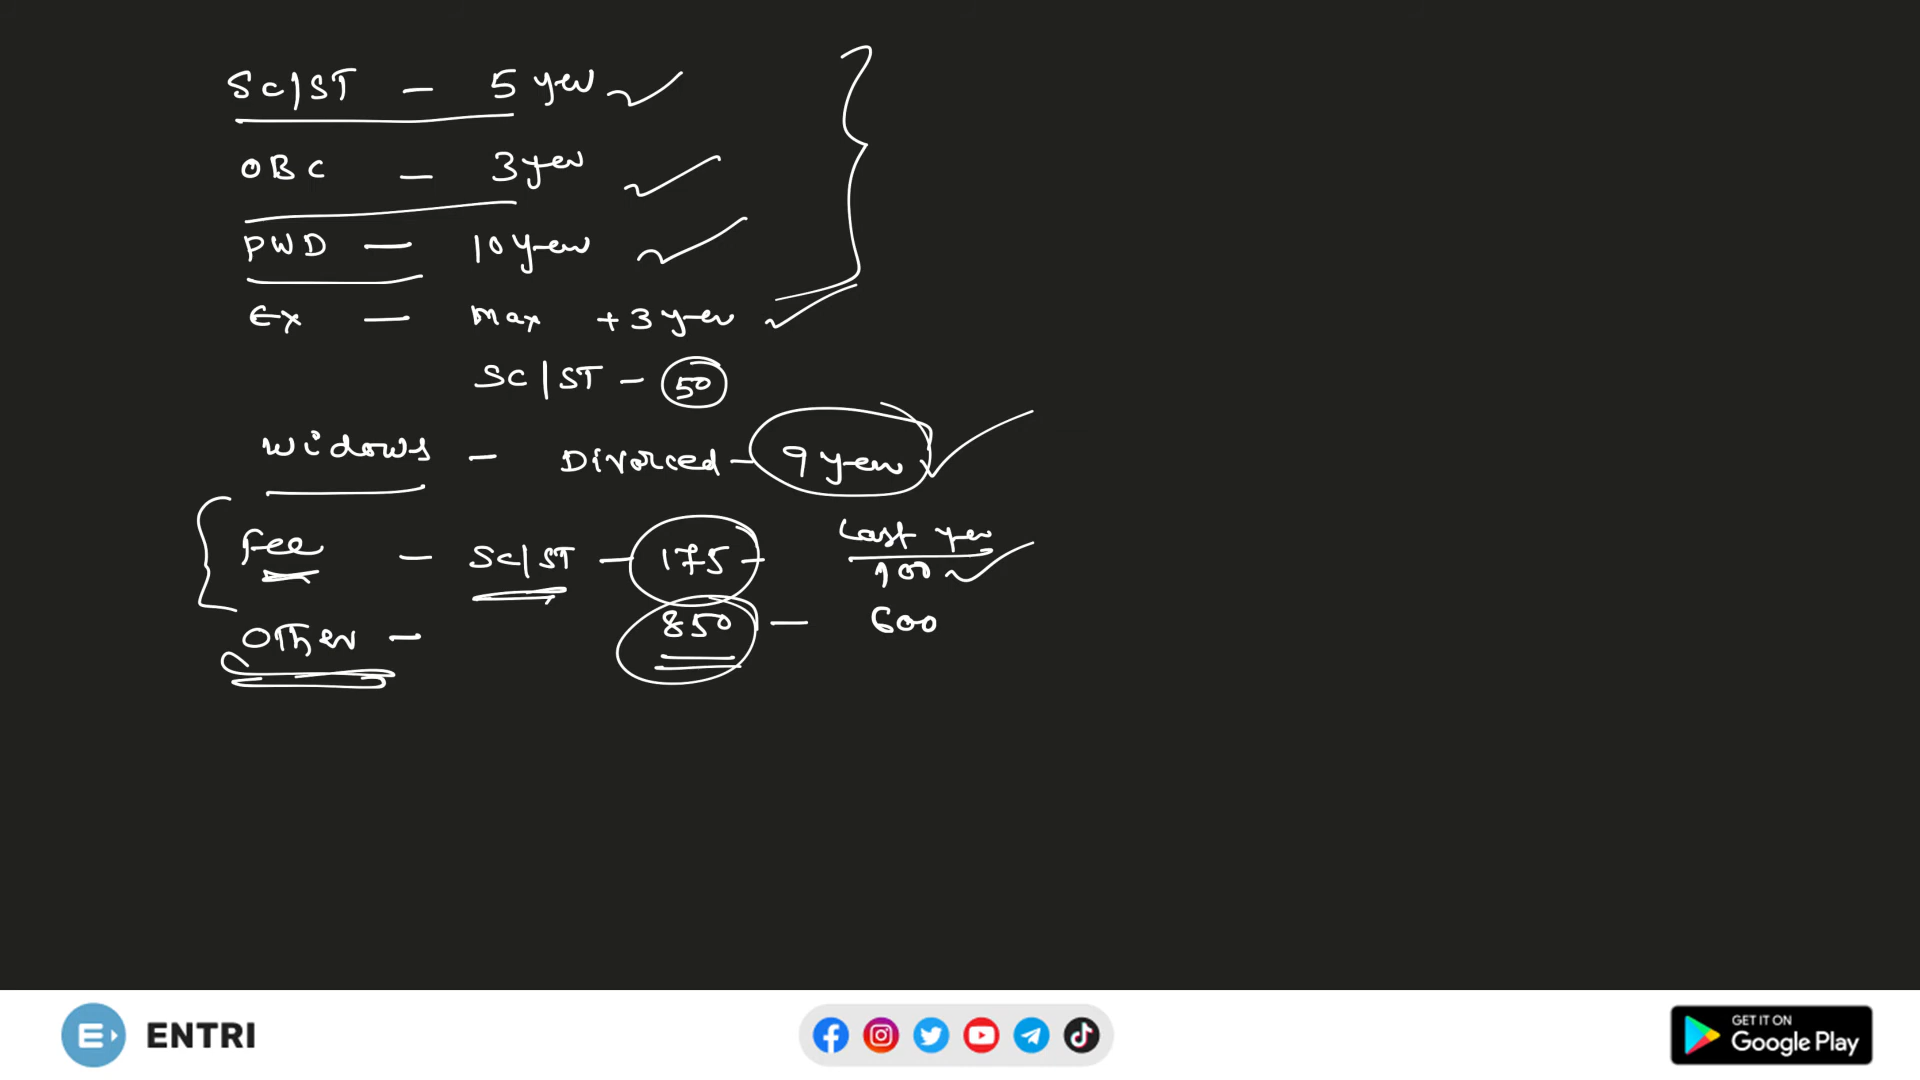 SC|ST - 5 year
OBC - 3 year
PWD - 10 year
Ex - Max +3 year
SC|ST - 50
Widows - Divorced - 9 year
Fee - SC|ST - 175 - Last year 100
Other - 850 - 600
ENTRI
GET IT ON
Google Play